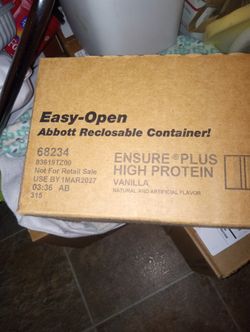 Easy-Open
Abbott Reclosable Container!
68234
83619TZ00
Not For Retail Sale
USE BY 1MAR2027
03:36 AB
315
ENSURE® PLUS
HIGH PROTEIN
VANILLA
NATURAL AND ARTIFICIAL FLAVOR